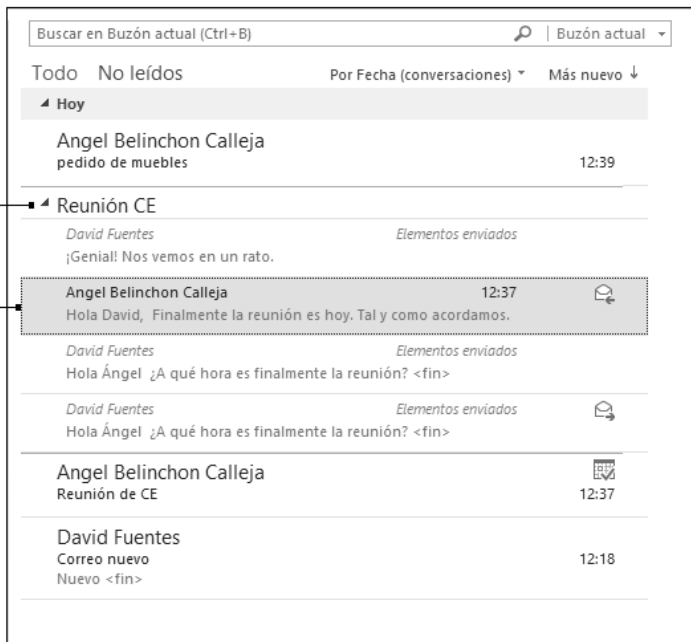 Buscar en Buzón actual (Ctrl+B) Buzón actual
Todo No leídos Por Fecha (conversaciones) Más nuevo ↓
Hoy
Angel Belinchon Calleja
pedido de muebles 12:39
Reunión CE
David Fuentes Elementos enviados
¡Genial! Nos vemos en un rato.
Angel Belinchon Calleja 12:37
Hola David, Finalmente la reunión es hoy. Tal y como acordamos.
David Fuentes Elementos enviados
Hola Ángel ¿A qué hora es finalmente la reunión? <fin>
David Fuentes Elementos enviados
Hola Ángel ¿A qué hora es finalmente la reunión? <fin>
Angel Belinchon Calleja
Reunión de CE 12:37
David Fuentes
Correo nuevo 12:18
Nuevo <fin>